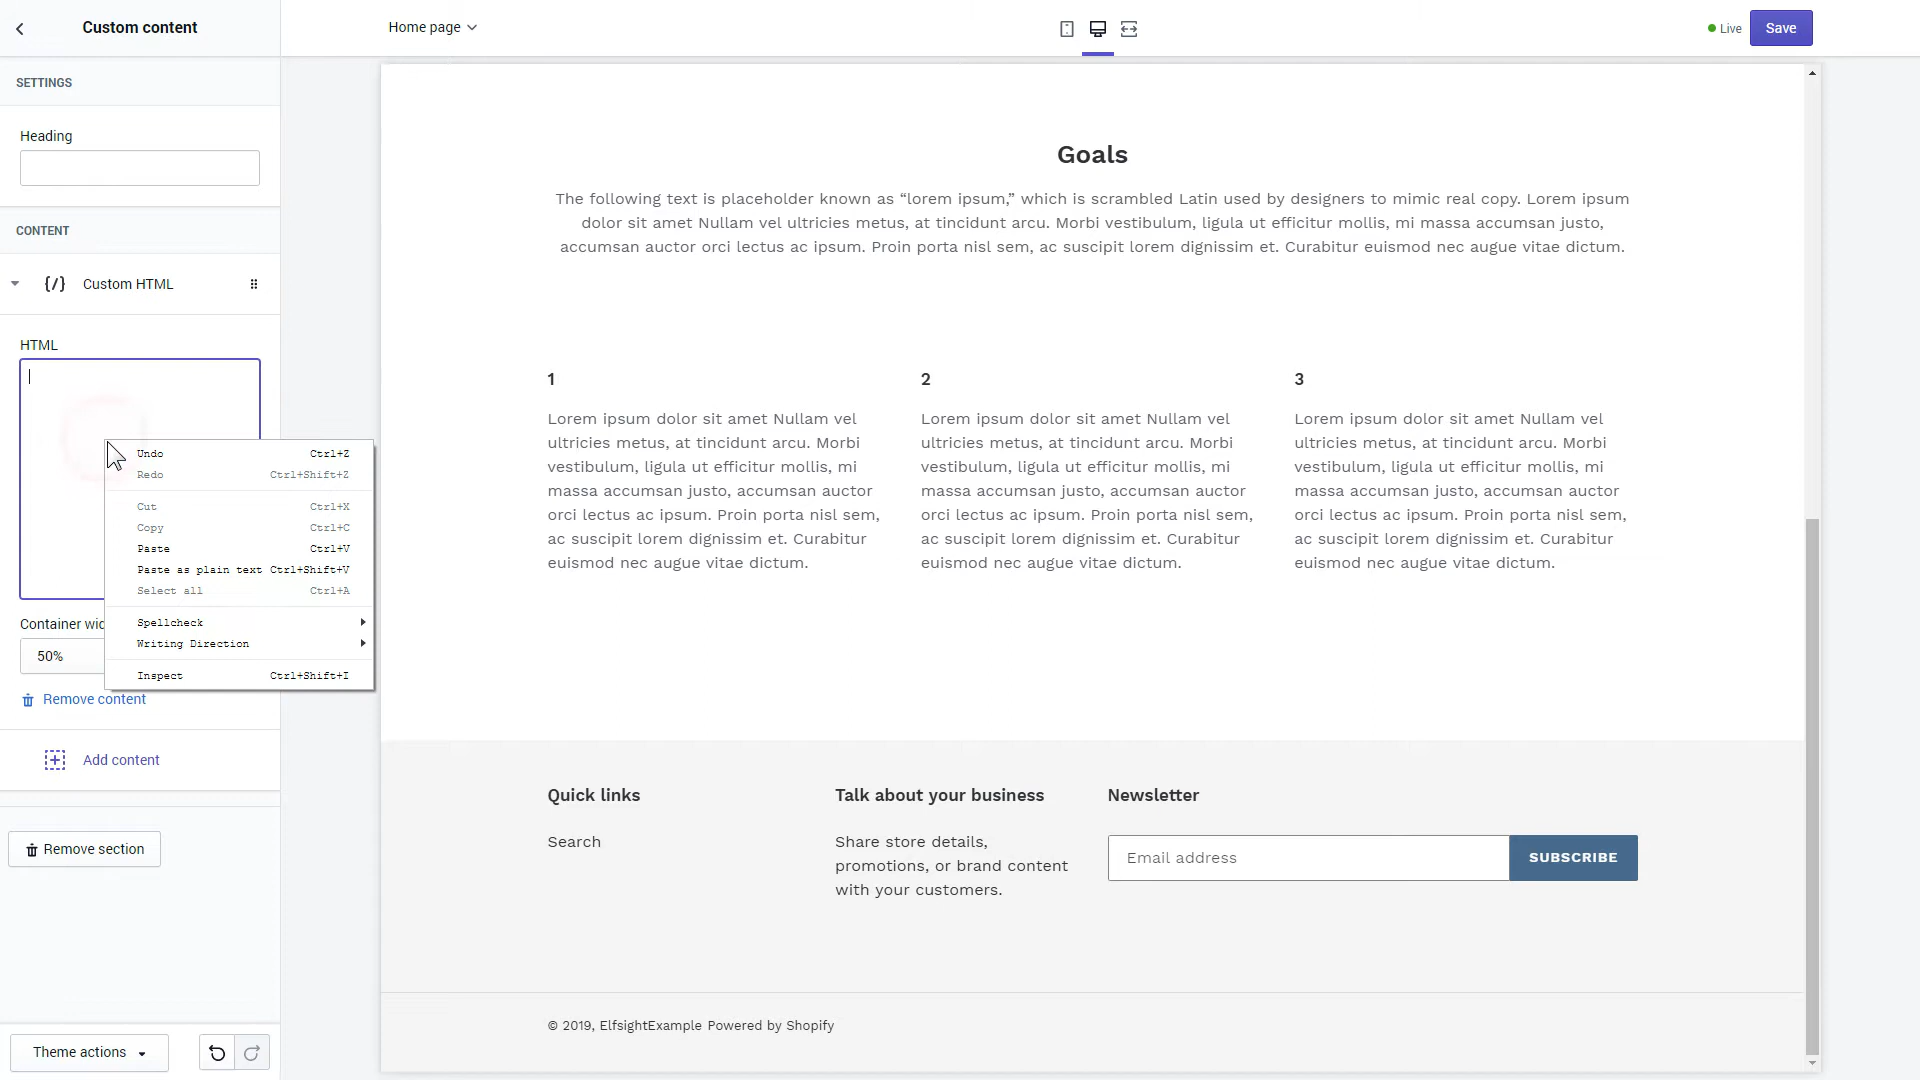 Custom content
Home page
Live
Save
SETTINGS
Heading
CONTENT
{/} Custom HTML
HTML
Undo Ctrl+Z
Redo Ctrl+Shift+Z
Cut Ctrl+X
Copy Ctrl+C
Paste Ctrl+V
Paste as plain text Ctrl+Shift+V
Select all Ctrl+A
Spellcheck
Writing Direction
Inspect Ctrl+Shift+I
Container wid
50%
Remove content
Add content
Remove section
Theme actions
Goals
The following text is placeholder known as “lorem ipsum,” which is scrambled Latin used by designers to mimic real copy. Lorem ipsum
dolor sit amet Nullam vel ultricies metus, at tincidunt arcu. Morbi vestibulum, ligula ut efficitur mollis, mi massa accumsan justo,
accumsan auctor orci lectus ac ipsum. Proin porta nisl sem, ac suscipit lorem dignissim et. Curabitur euismod nec augue vitae dictum.
1
Lorem ipsum dolor sit amet Nullam vel
ultricies metus, at tincidunt arcu. Morbi
vestibulum, ligula ut efficitur mollis, mi
massa accumsan justo, accumsan auctor
orci lectus ac ipsum. Proin porta nisl sem,
ac suscipit lorem dignissim et. Curabitur
euismod nec augue vitae dictum.
2
Lorem ipsum dolor sit amet Nullam vel
ultricies metus, at tincidunt arcu. Morbi
vestibulum, ligula ut efficitur mollis, mi
massa accumsan justo, accumsan auctor
orci lectus ac ipsum. Proin porta nisl sem,
ac suscipit lorem dignissim et. Curabitur
euismod nec augue vitae dictum.
3
Lorem ipsum dolor sit amet Nullam vel
ultricies metus, at tincidunt arcu. Morbi
vestibulum, ligula ut efficitur mollis, mi
massa accumsan justo, accumsan auctor
orci lectus ac ipsum. Proin porta nisl sem,
ac suscipit lorem dignissim et. Curabitur
euismod nec augue vitae dictum.
Quick links
Search
Talk about your business
Share store details,
promotions, or brand content
with your customers.
Newsletter
Email address
SUBSCRIBE
© 2019, ElfsightExample Powered by Shopify